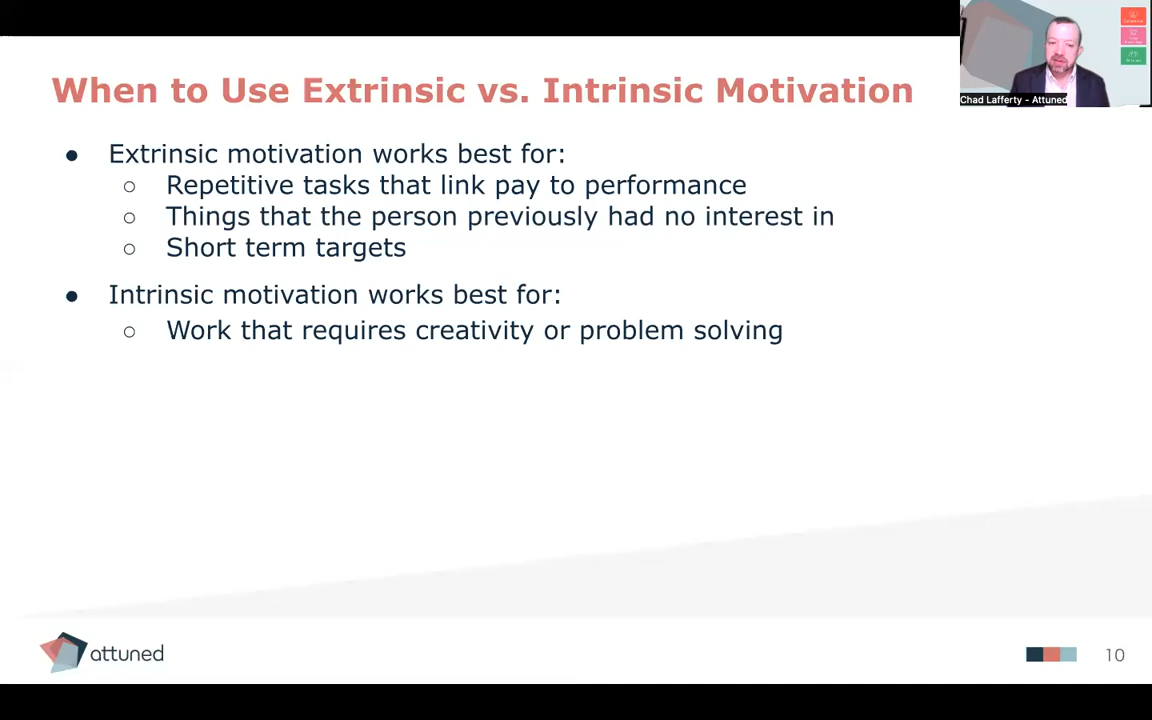 When to Use Extrinsic vs. Intrinsic Motivation
● Extrinsic motivation works best for:
○ Repetitive tasks that link pay to performance
○ Things that the person previously had no interest in
○ Short term targets
● Intrinsic motivation works best for:
○ Work that requires creativity or problem solving
Chad Lafferty - Attuned
attuned
10